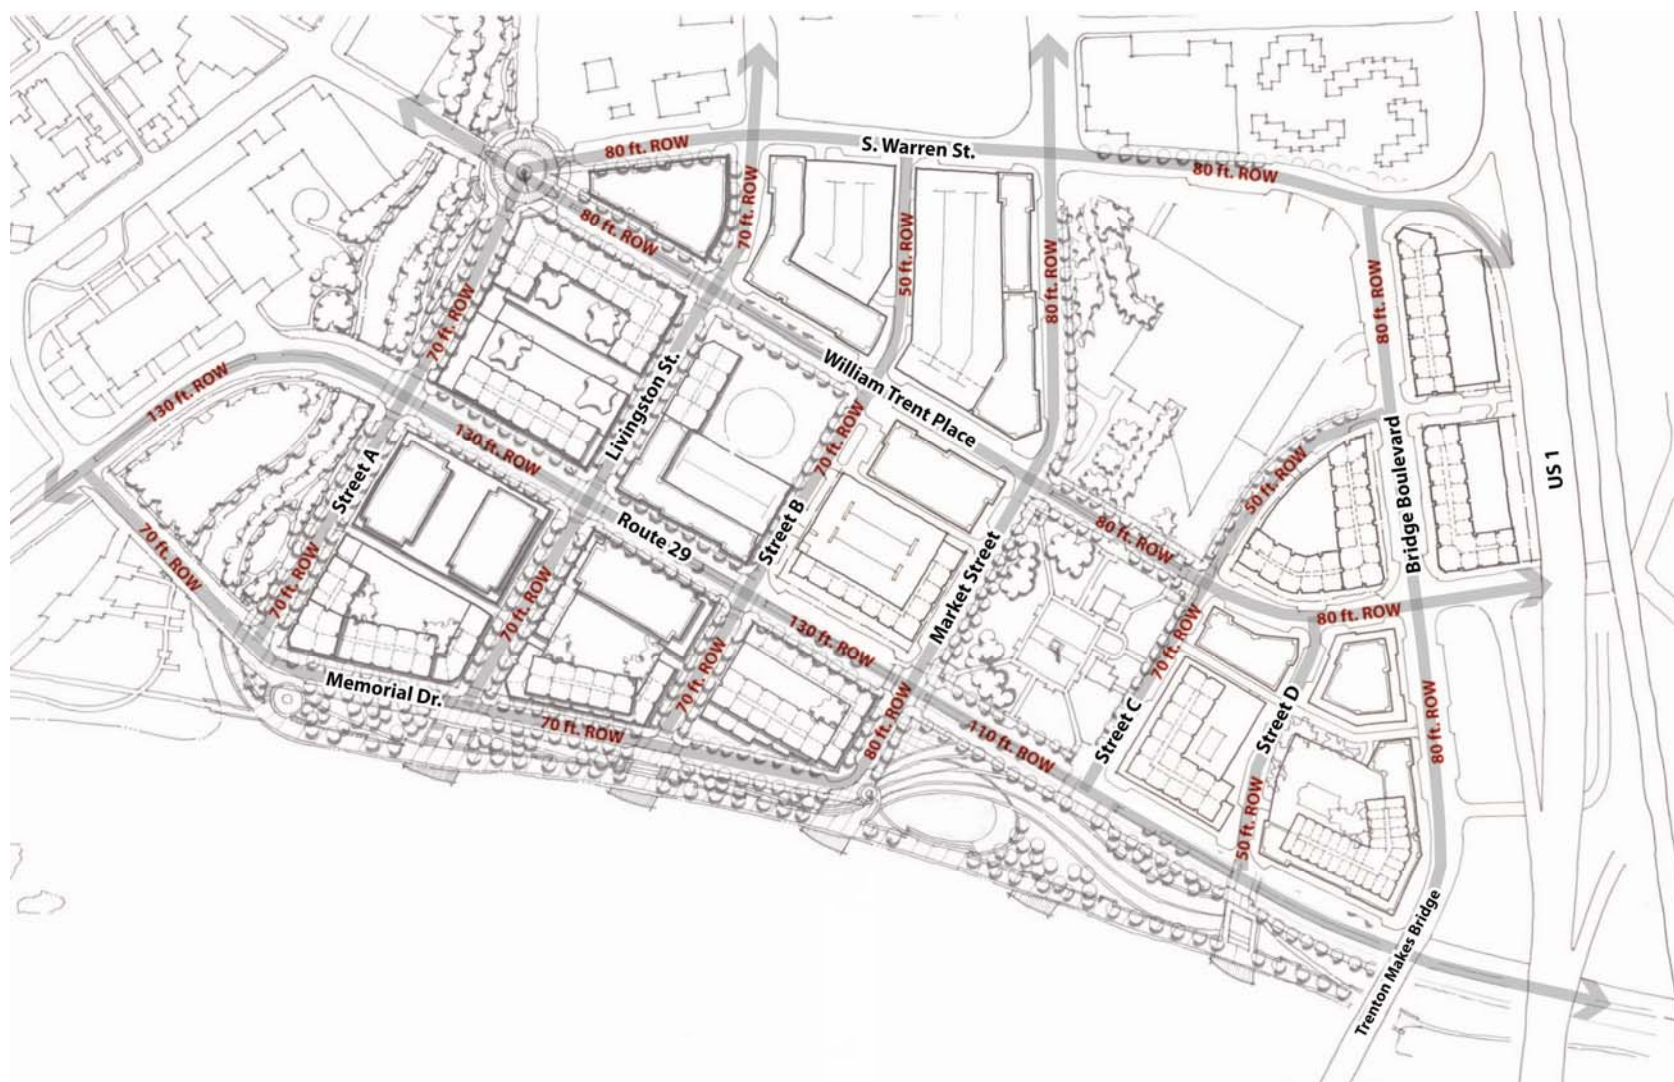 80 ft. ROW
S. Warren St.
80 ft. ROW
80 ft. ROW
70 ft. ROW
50 ft. ROW
80 ft. ROW
80 ft. ROW
70 ft. ROW
William Trent Place
Livingston St.
130 ft. ROW
130 ft. ROW
70 ft. ROW
Street A
50 ft. ROW
Bridge Boulevard
US 1
Route 29
Street B
80 ft. ROW
Market Street
70 ft. ROW
70 ft. ROW
70 ft. ROW
130 ft. ROW
70 ft. ROW
80 ft. ROW
Memorial Dr.
70 ft. ROW
70 ft. ROW
80 ft. ROW
110 ft. ROW
Street C
Street D
80 ft. ROW
50 ft. ROW
Trenton Makes Bridge